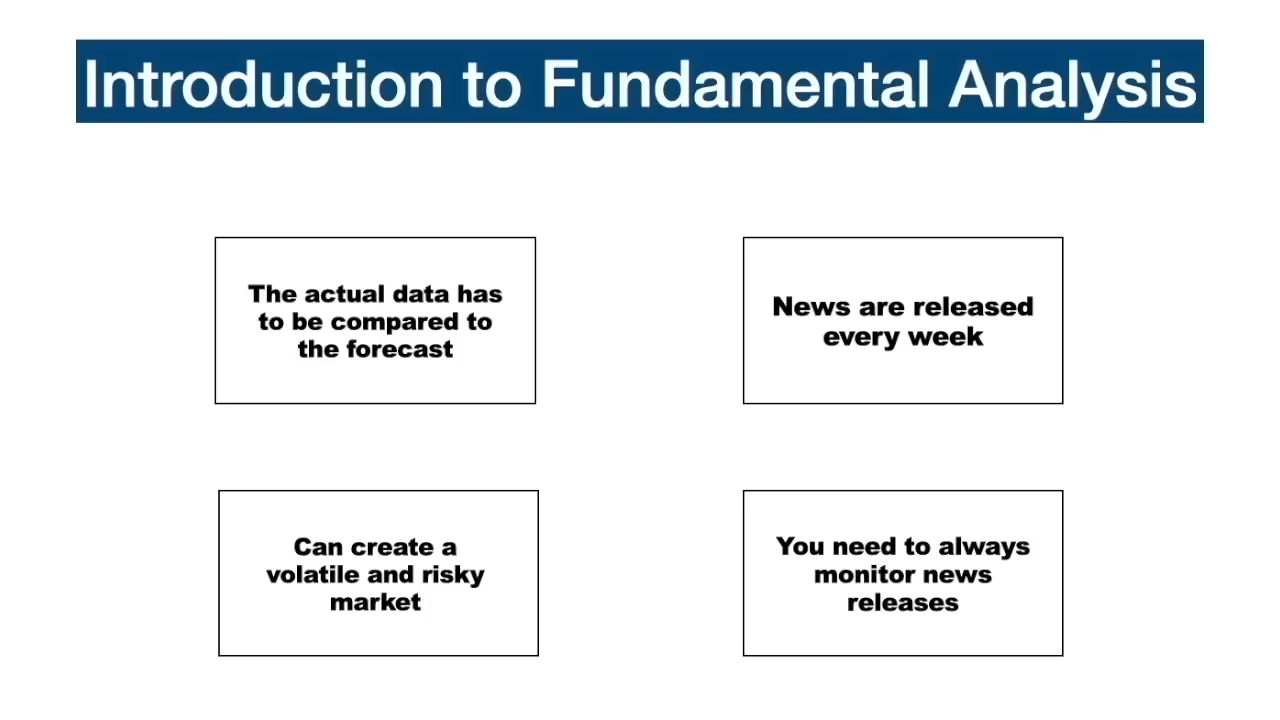 Introduction to Fundamental Analysis
The actual data has
to be compared to
the forecast
News are released
every week
Can create a
volatile and risky
market
You need to always
monitor news
releases